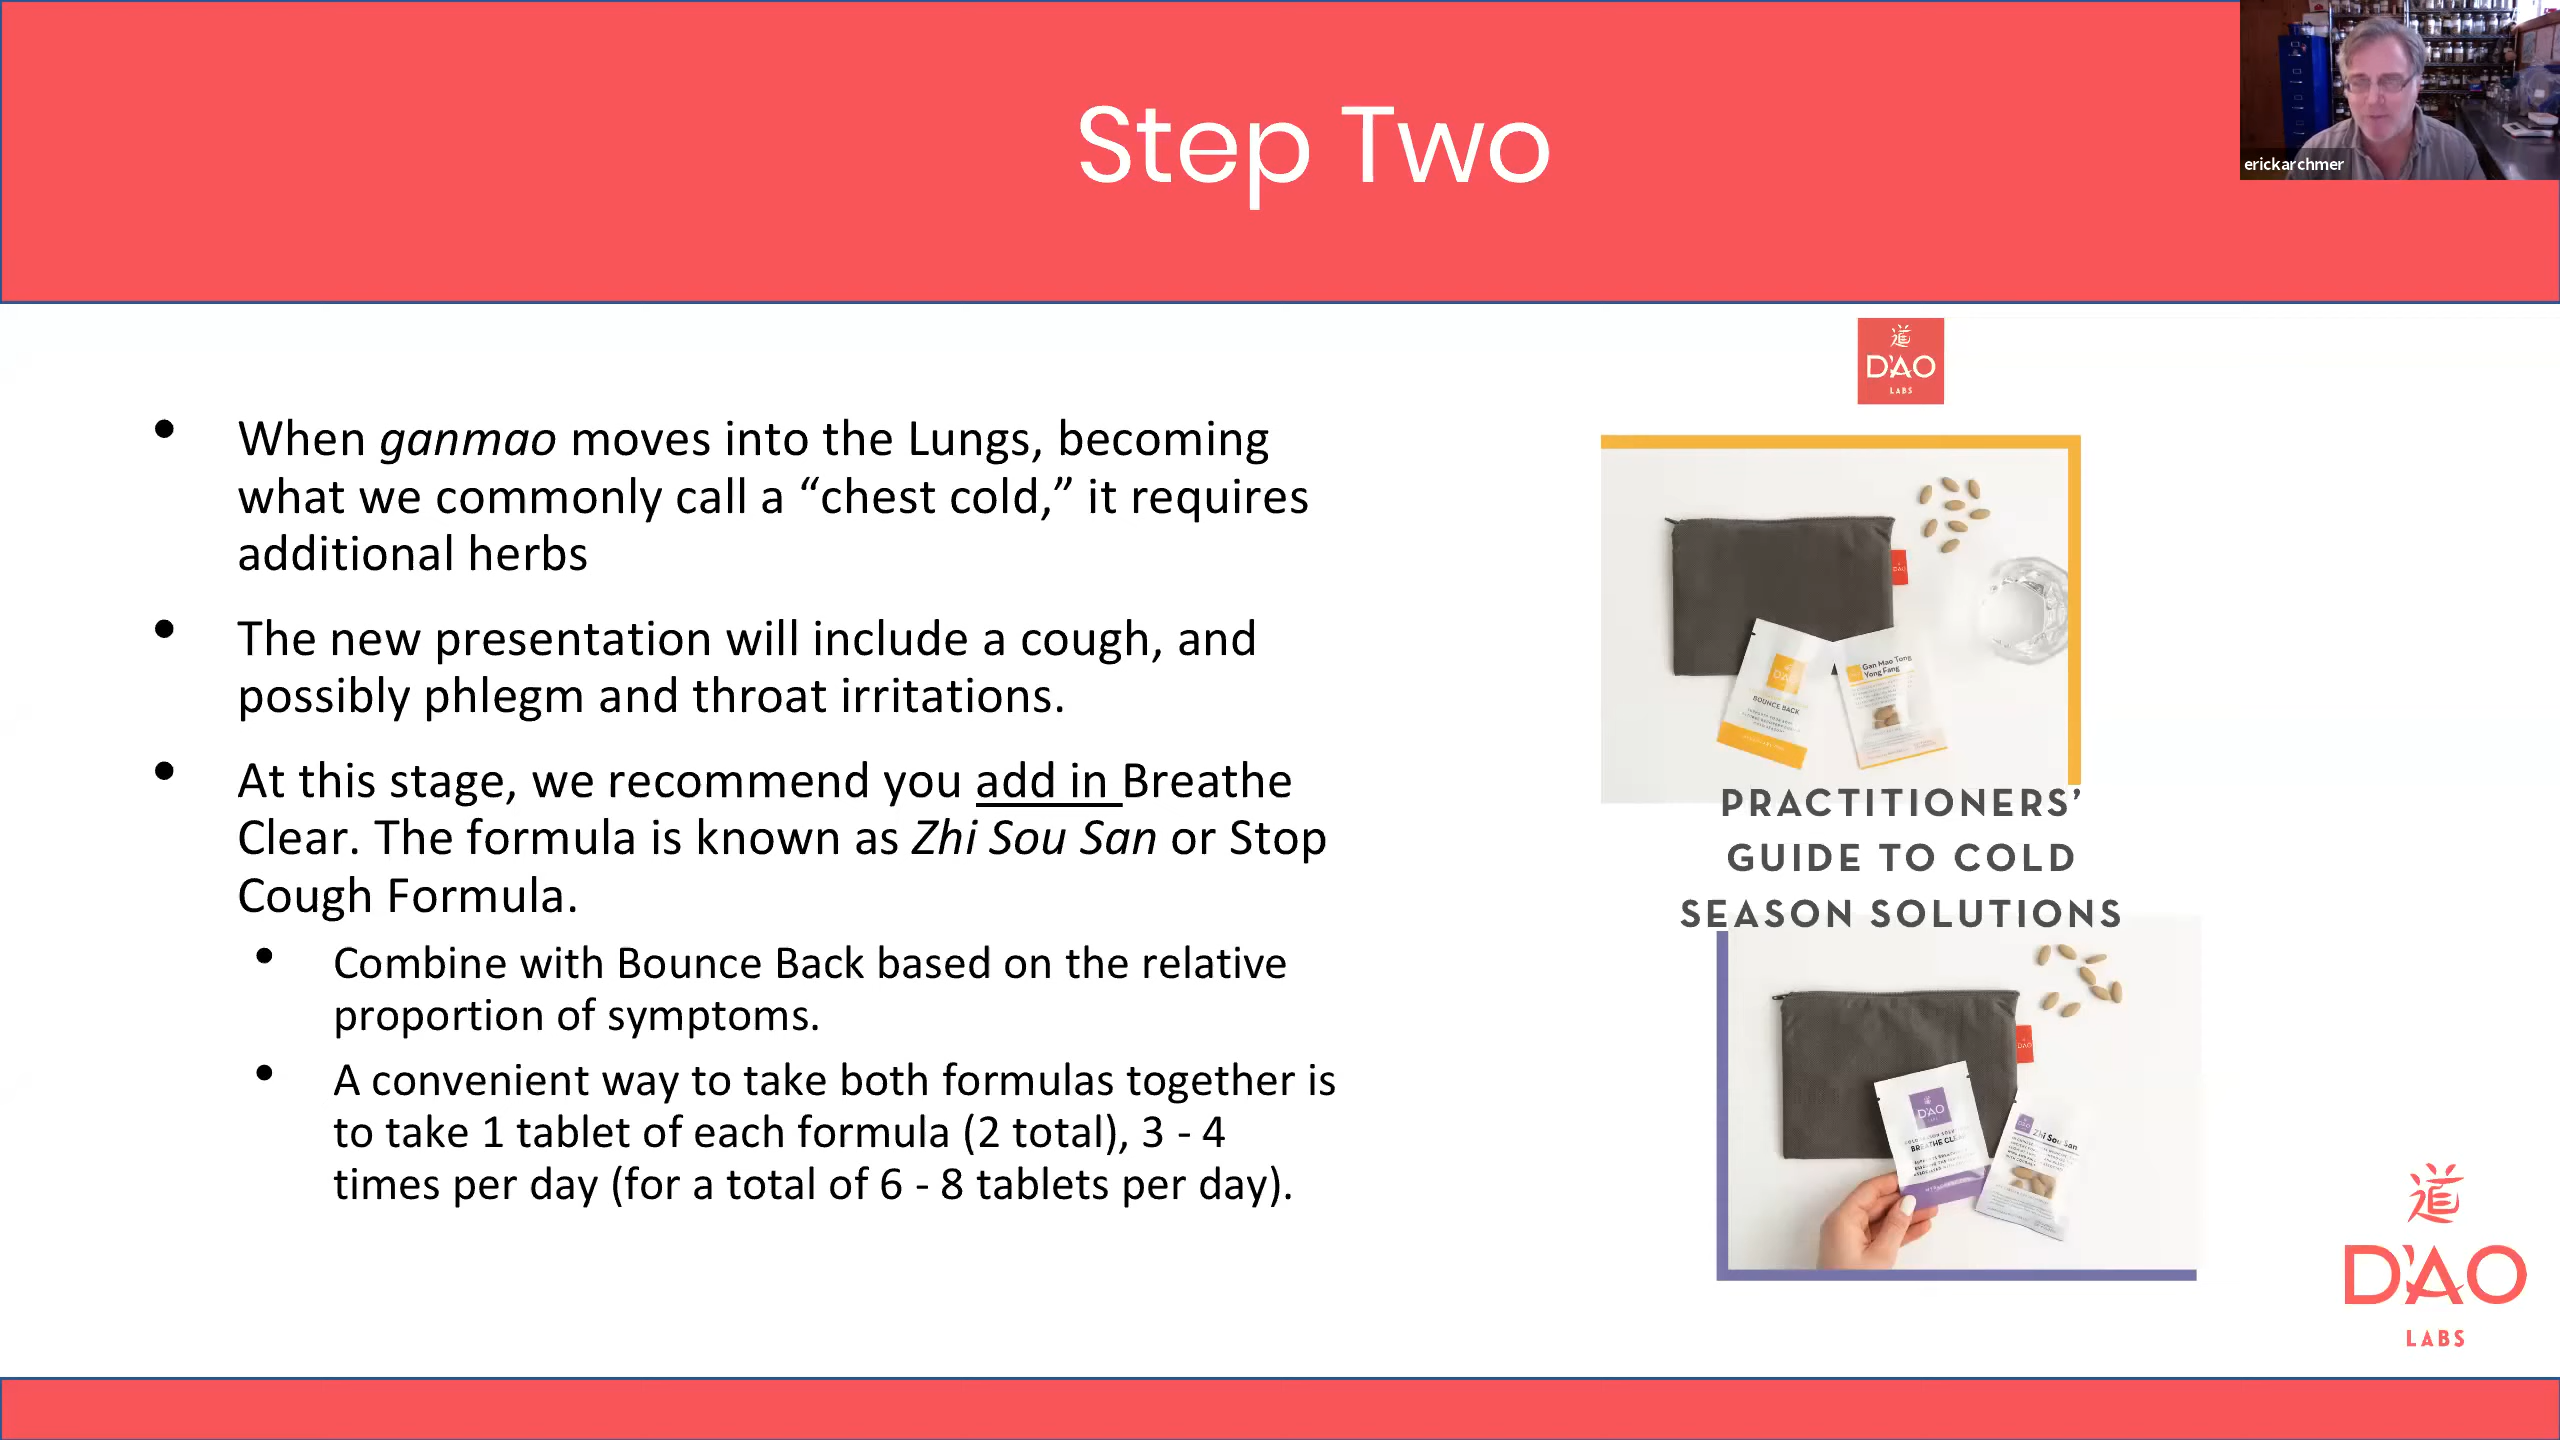 Step Two
erickarchmer
• When ganmao moves into the Lungs, becoming
what we commonly call a “chest cold,” it requires
additional herbs
• The new presentation will include a cough, and
possibly phlegm and throat irritations.
• At this stage, we recommend you add in Breathe
Clear. The formula is known as Zhi Sou San or Stop
Cough Formula.
• Combine with Bounce Back based on the relative
proportion of symptoms.
• A convenient way to take both formulas together is
to take 1 tablet of each formula (2 total), 3 - 4
times per day (for a total of 6 - 8 tablets per day).
道
DAO
LABS
BOUNCE BACK
Gan Mao Tong
Yong Fang
PRACTITIONERS’
GUIDE TO COLD
SEASON SOLUTIONS
DAO
BREATHE CLEAR
Zhi Sou San
道
DAO
LABS